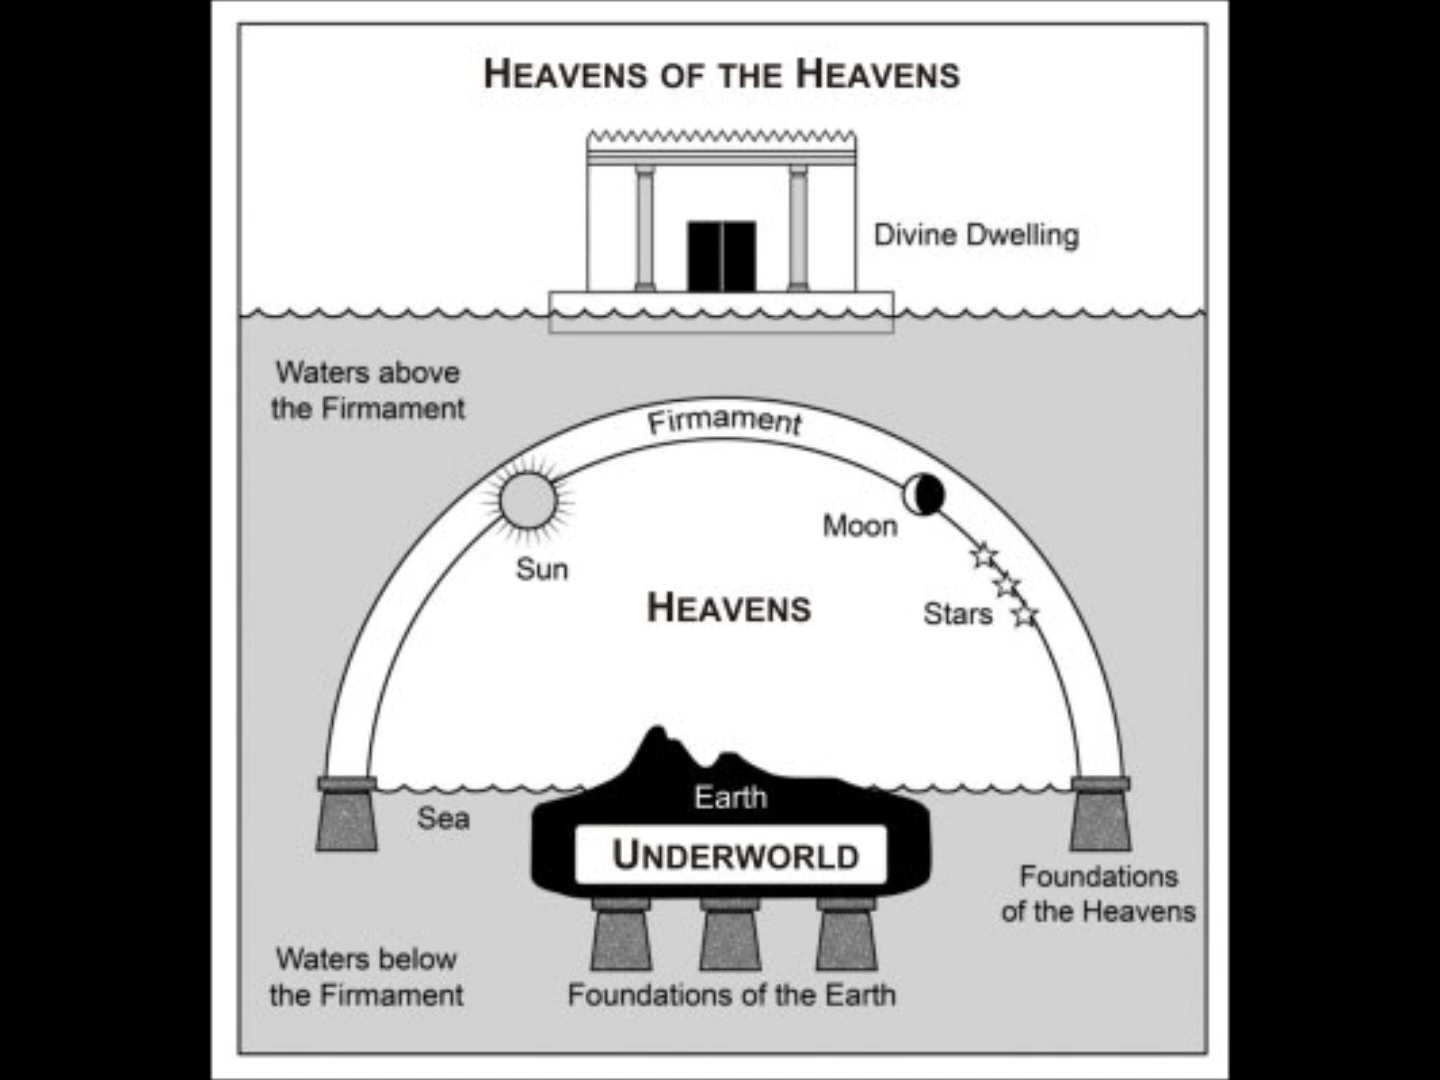 HEAVENS OF THE HEAVENS
Divine Dwelling
Waters above
the Firmament
Firmament
Sun
Moon
Stars
HEAVENS
Sea
Earth
UNDERWORLD
Foundations
of the Heavens
Waters below
the Firmament
Foundations of the Earth